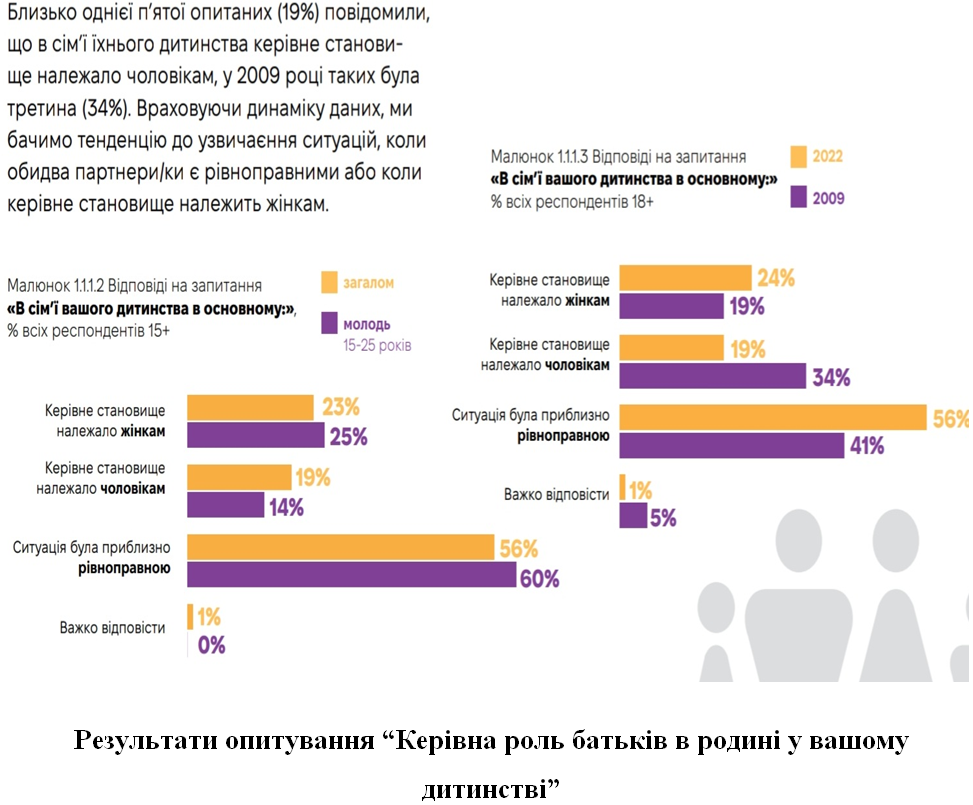 Близько однієї п’ятої опитаних (19%) повідомили,
що в сім’ї їхнього дитинства керівне станови-
ще належало чоловікам, у 2009 році таких була
третина (34%). Враховуючи динаміку даних, ми
бачимо тенденцію до узвичаєння ситуацій, коли
обидва партнери/ки є рівноправними або коли
керівне становище належить жінкам.
Малюнок 1.1.1.2 Відповіді на запитання
«В сім’ї вашого дитинства в основному:»,
% всіх респондентів 15+
загалом
молодь
15-25 років
Керівне становище
належало жінкам
23%
25%
Керівне становище
належало чоловікам
19%
14%
Ситуація була приблизно
рівноправною
56%
60%
Важко відповісти
1%
0%
Малюнок 1.1.1.3 Відповіді на запитання
«В сім’ї вашого дитинства в основному:»
% всіх респондентів 18+
2022
2009
Керівне становище
належало жінкам
24%
19%
Керівне становище
належало чоловікам
19%
34%
Ситуація була приблизно
рівноправною
56%
41%
Важко відповісти
1%
5%
Результати опитування “Керівна роль батьків в родині у вашому
дитинстві”